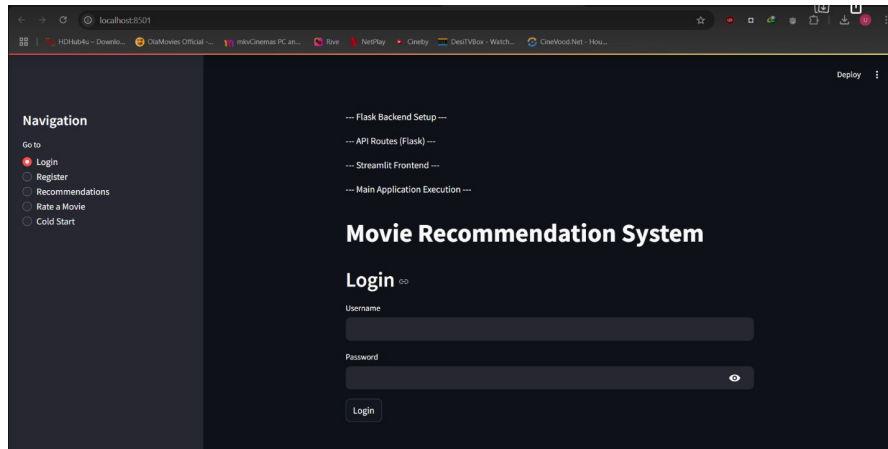 localhost:8501
HDHub4u - Downlo... OlaMovies Official -... mkvCinemas PC an... Rive NetPlay Cineby DesiTVBox - Watch... CineVood.Net - Hou...
Deploy
Navigation
Go to
Login
Register
Recommendations
Rate a Movie
Cold Start
--- Flask Backend Setup ---
--- API Routes (Flask) ---
--- Streamlit Frontend ---
--- Main Application Execution ---
Movie Recommendation System
Login
Username
Password
Login